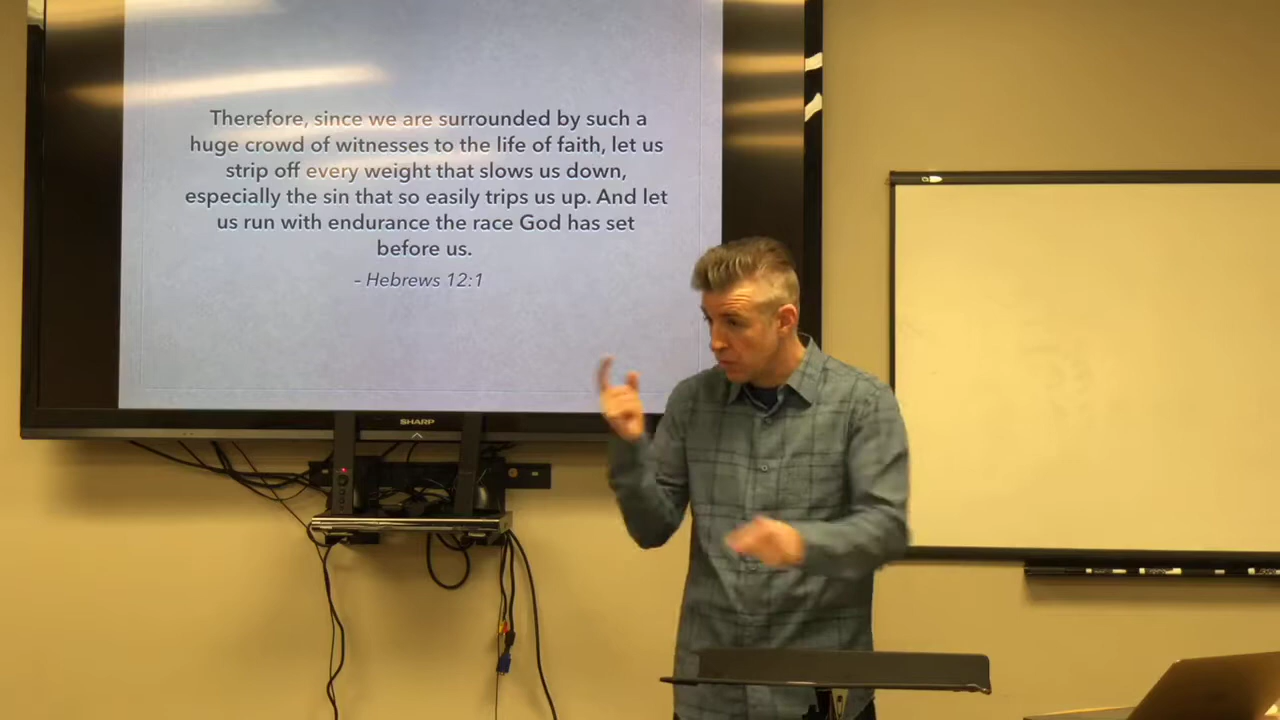 Therefore, since we are surrounded by such a
huge crowd of witnesses to the life of faith, let us
strip off every weight that slows us down,
especially the sin that so easily trips us up. And let
us run with endurance the race God has set
before us.
– Hebrews 12:1
SHARP